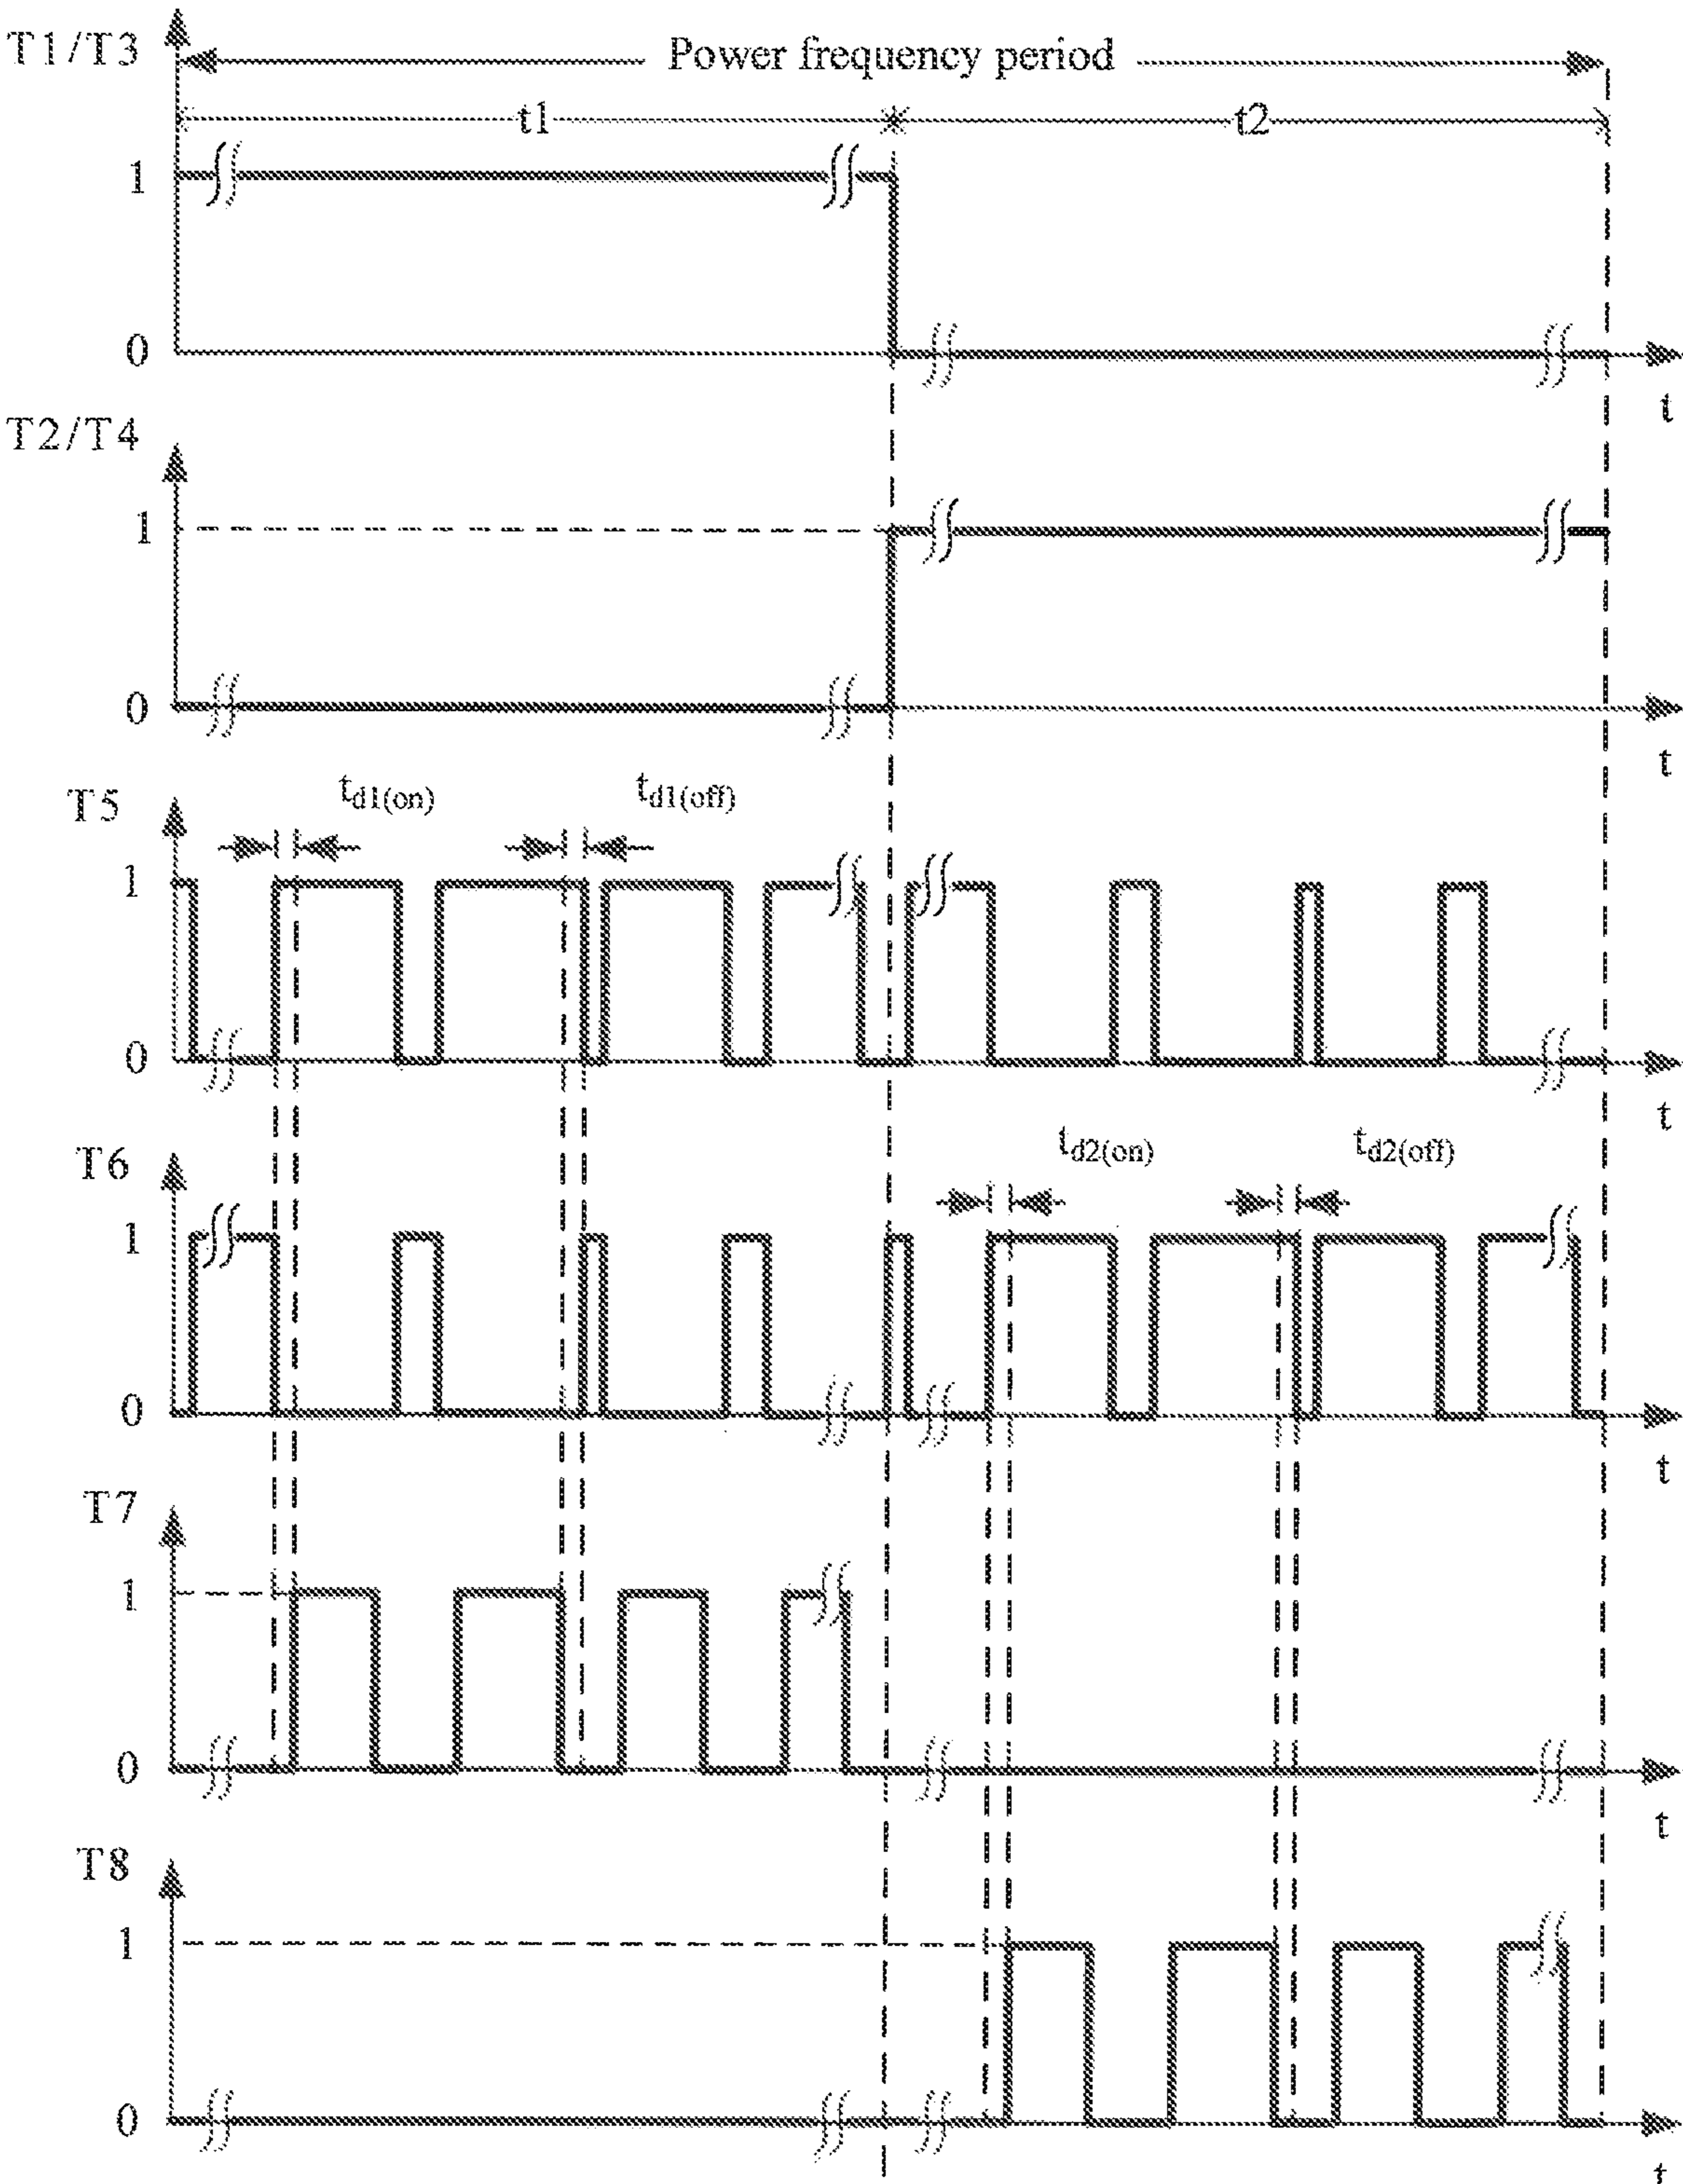 T1/T3
Power frequency period
t1
t2
1
0
t
T2/T4
1
0
t
T5
td1(on)
td1(off)
1
0
t
T6
td2(on)
td2(off)
1
0
t
T7
1
0
t
T8
1
0
t